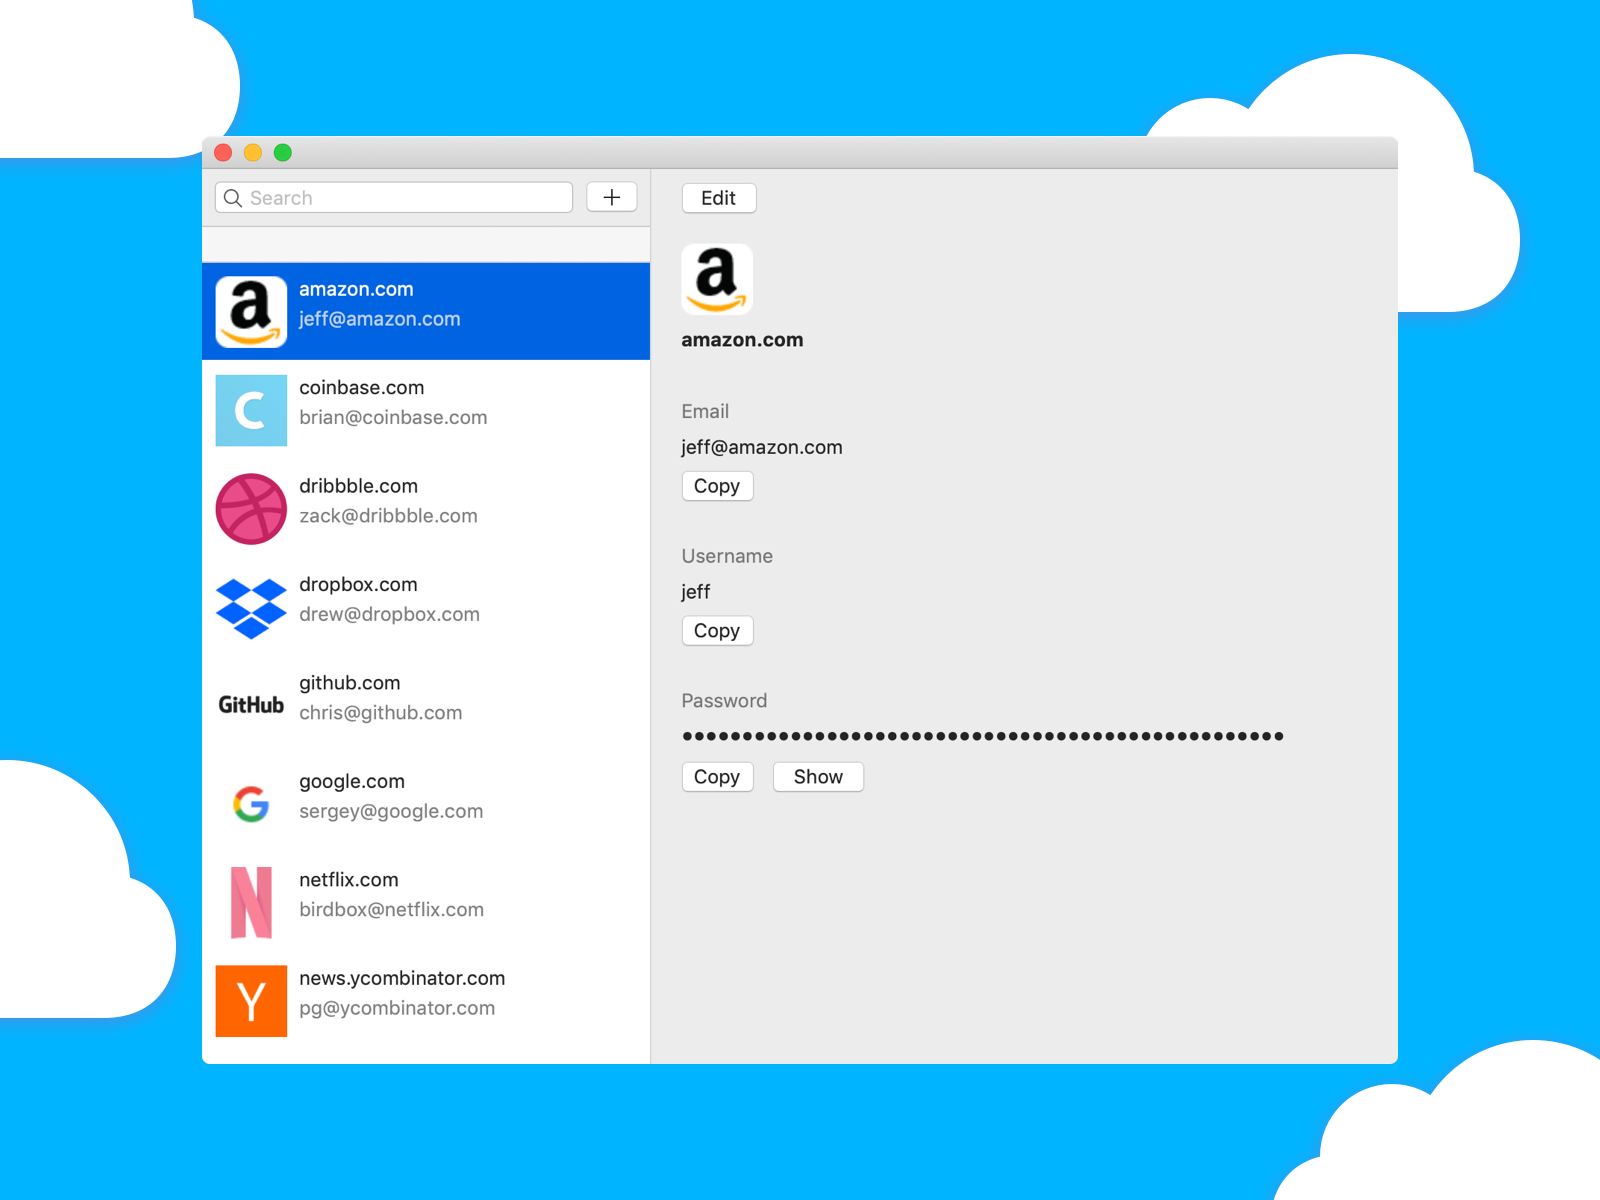 Search
+
a
amazon.com
jeff@amazon.com
C
coinbase.com
brian@coinbase.com
dribbble.com
zack@dribbble.com
dropbox.com
drew@dropbox.com
GitHub
github.com
chris@github.com
G
google.com
sergey@google.com
N
netflix.com
birdbox@netflix.com
Y
news.ycombinator.com
pg@ycombinator.com
Edit
a
amazon.com
Email
jeff@amazon.com
Copy
Username
jeff
Copy
Password
••••••••••••••••••••••••••••••••••••••••••••••••••
Copy Show